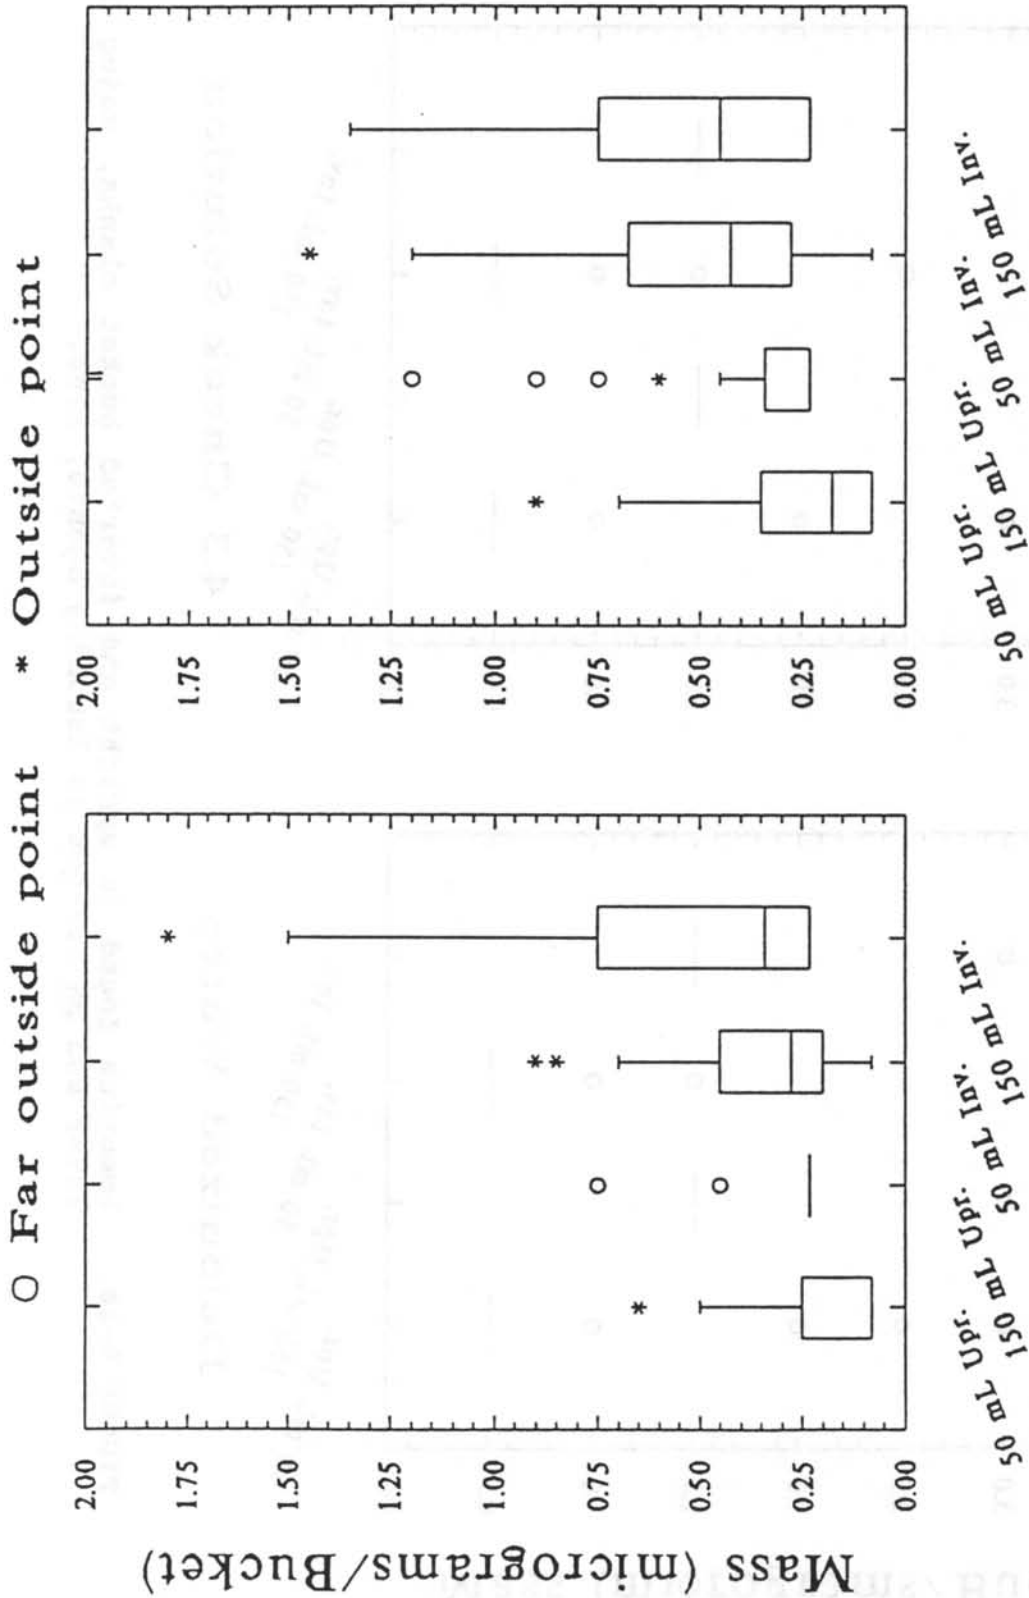 O Far outside point * Outside point
Mass (micrograms/Bucket)
2.00
1.75
1.50
1.25
1.00
0.75
0.50
0.25
0.00
50 mL Upr.
150 mL Upr.
50 mL Inv.
150 mL Inv.
2.00
1.75
1.50
1.25
1.00
0.75
0.50
0.25
0.00
50 mL Upr.
150 mL Upr.
50 mL Inv.
150 mL Inv.